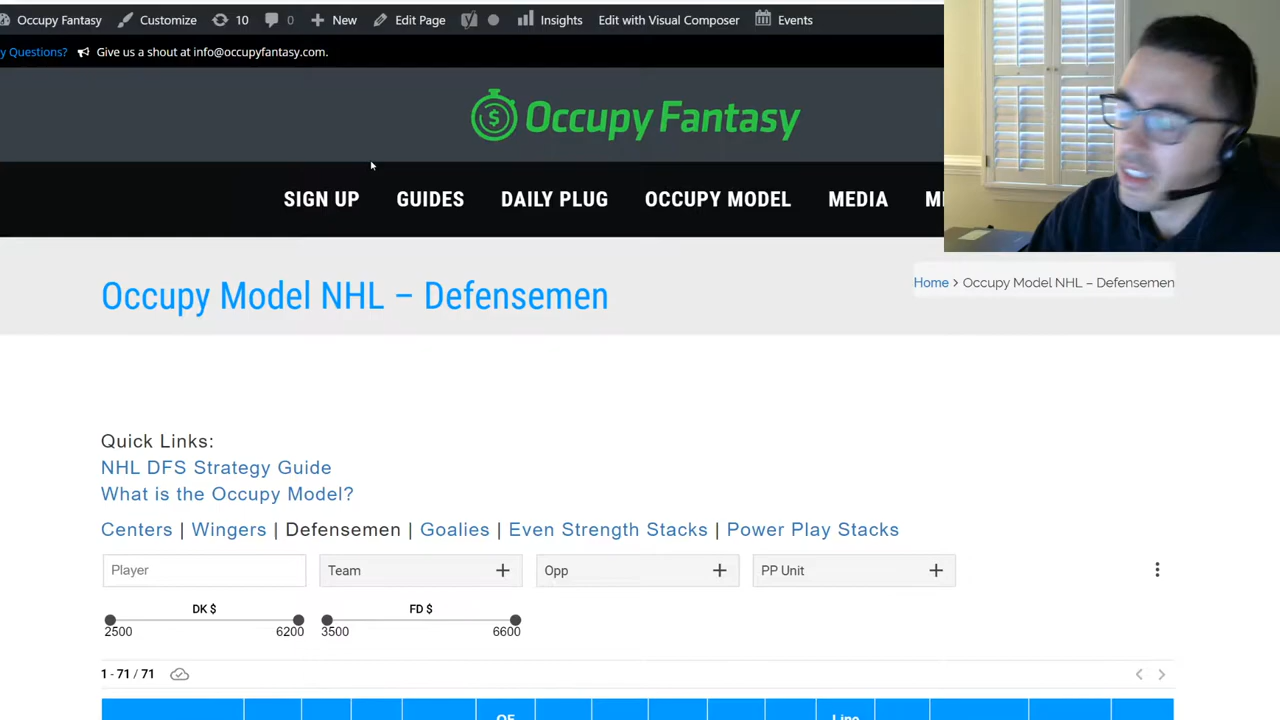 Occupy Fantasy Customize 10 0 New Edit Page Insights Edit with Visual Composer Events
y Questions? Give us a shout at info@occupyfantasy.com.
Occupy Fantasy
SIGN UP GUIDES DAILY PLUG OCCUPY MODEL MEDIA
Occupy Model NHL – Defensemen
Home > Occupy Model NHL – Defensemen
Quick Links:
NHL DFS Strategy Guide
What is the Occupy Model?
Centers | Wingers | Defensemen | Goalies | Even Strength Stacks | Power Play Stacks
Player Team Opp PP Unit
DK $ FD $
2500 6200 3500 6600
1 - 71 / 71
Line